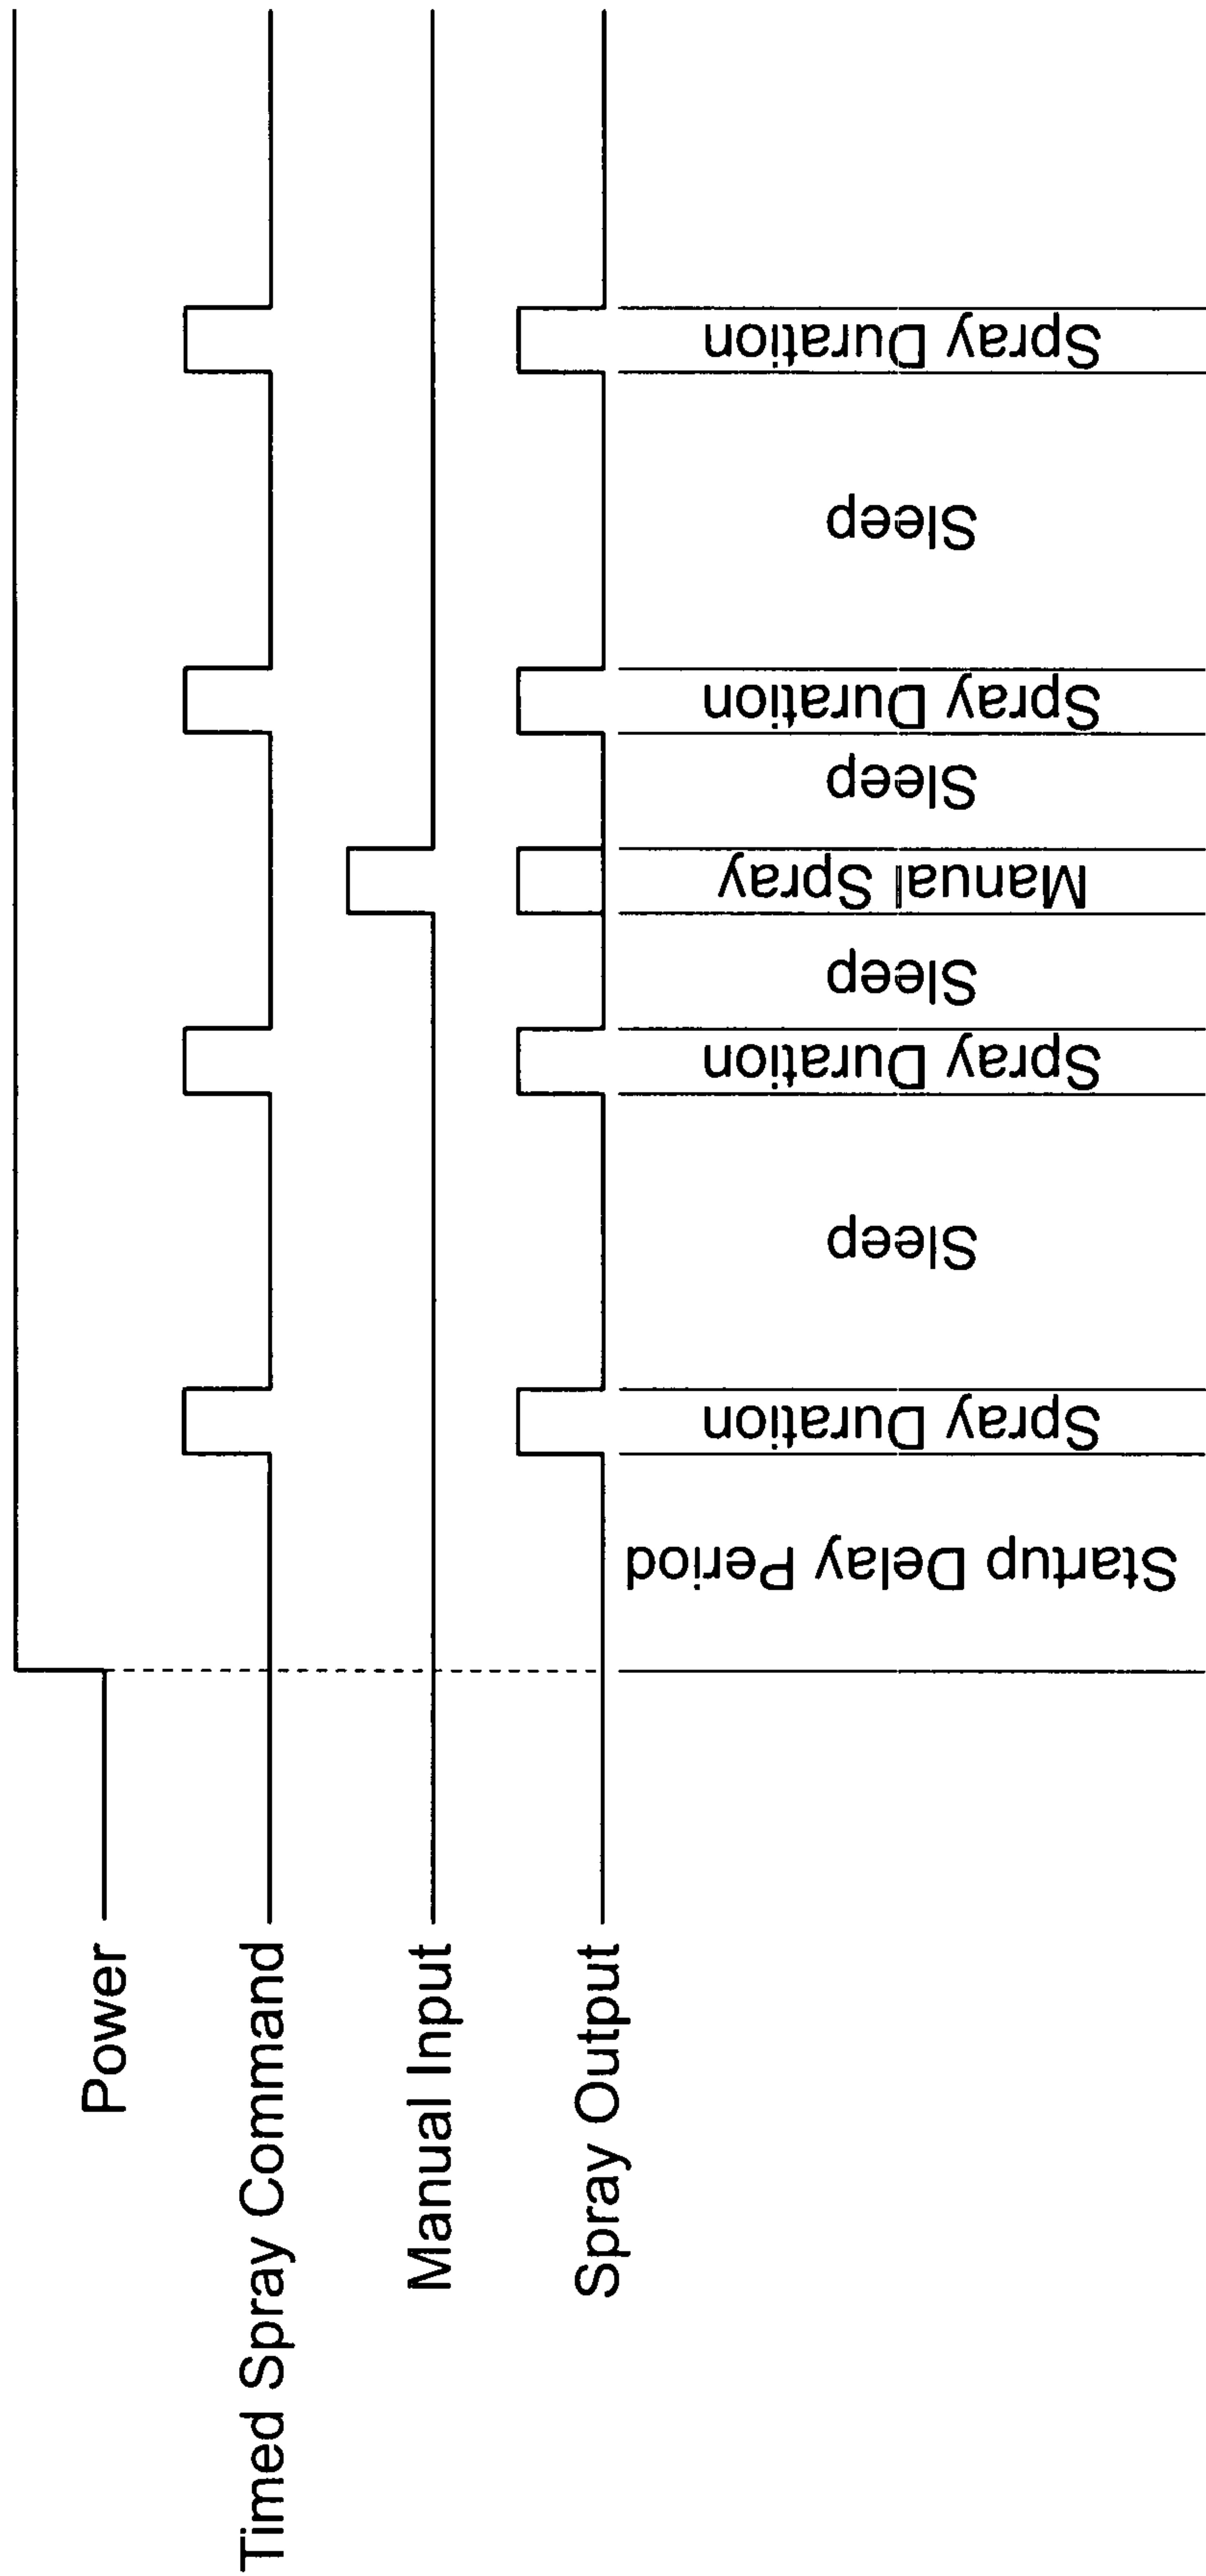 Power
Timed Spray Command
Manual Input
Spray Output
Startup Delay Period
Spray Duration
Sleep
Spray Duration
Sleep
Manual Spray
Sleep
Spray Duration
Sleep
Spray Duration